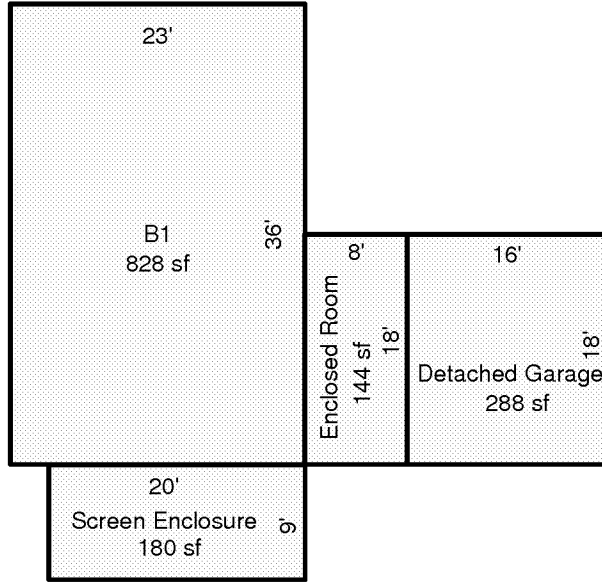 23'
B1
828 sf
36'
8'
Enclosed Room
144 sf
18'
16'
18'
Detached Garage
288 sf
20'
Screen Enclosure
180 sf
9'